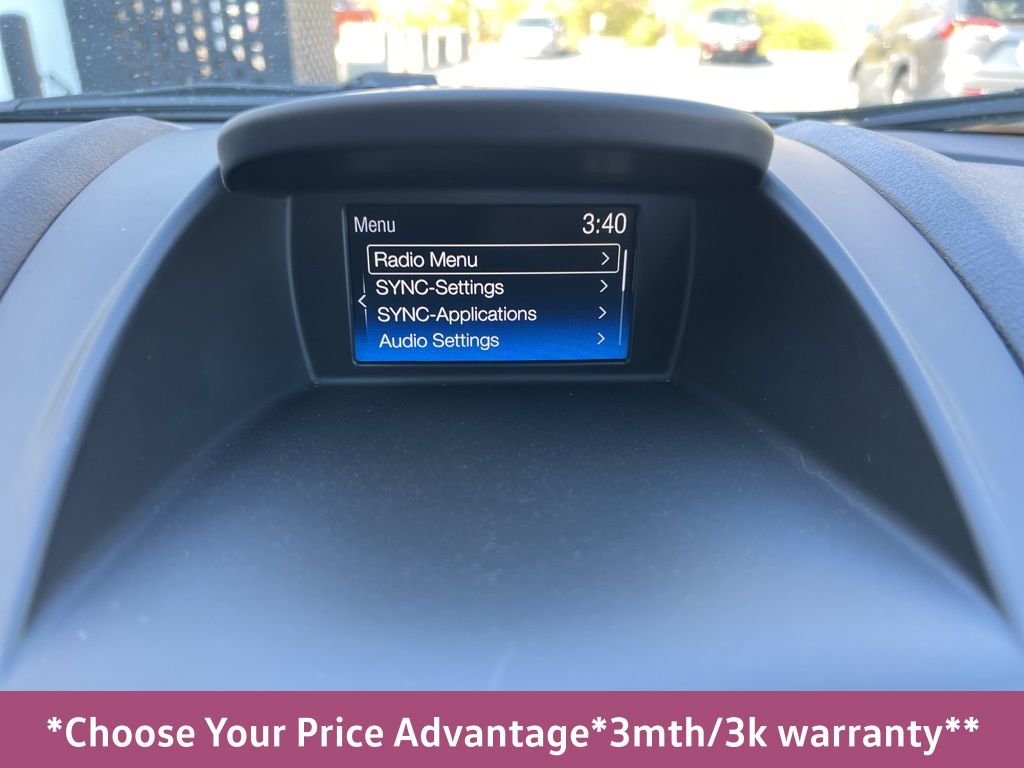 Menu 3:40
Radio Menu >
SYNC-Settings >
<
SYNC-Applications >
Audio Settings >
*Choose Your Price Advantage*3mth/3k warranty**